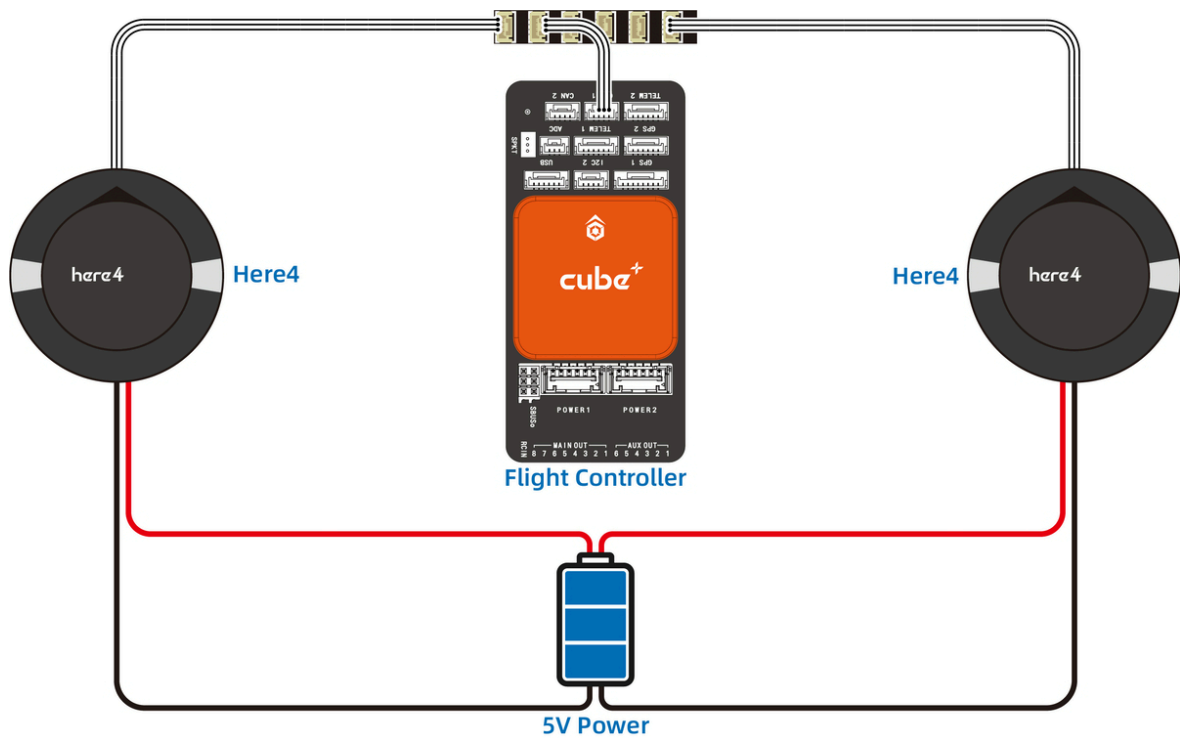 CAN 2
1
TELEM 2
ADC
TELEM 1
GPS 2
SPKT
USB
I2C 2
GPS 1
here4
Here4
cube+
Here4
here4
SBUSo
POWER1
POWER2
RCIN
MAIN OUT
AUX OUT
8 7 6 5 4 3 2 1
6 5 4 3 2 1
Flight Controller
5V Power